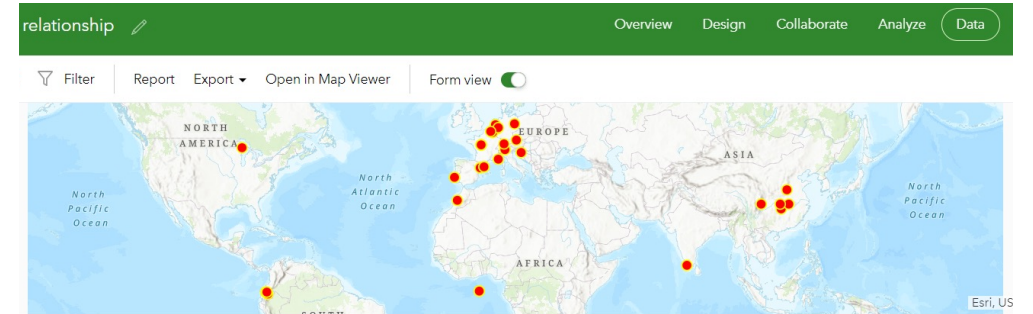 relationship
Overview Design Collaborate Analyze Data
Filter Report Export Open in Map Viewer Form view
NORTH
AMERICA
EUROPE
ASIA
North
Atlantic
Ocean
North
Pacific
Ocean
North
Pacific
Ocean
AFRICA
Esri, US